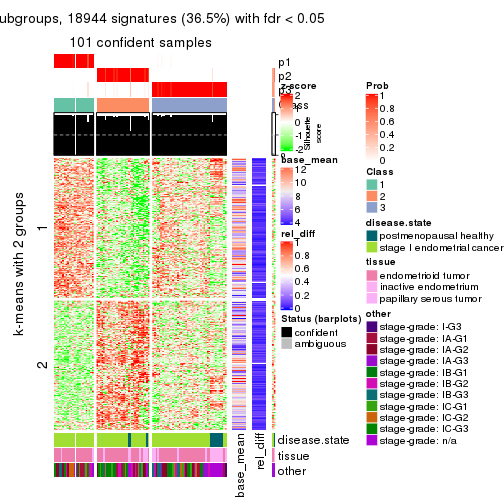 ubgroups, 18944 signatures (36.5%) with fdr < 0.05
101 confident samples
p1
p2
p3
Class
Silhouette
score
k-means with 2 groups
1
2
z-score
2
1
0
-1
-2
base_mean
12
10
8
6
4
rel_diff
1
0.8
0.6
0.4
0.2
0
Status (barplots)
confident
ambiguous
Prob
1
0.8
0.6
0.4
0.2
0
Class
1
2
3
disease.state
postmenopausal healthy
stage I endometrial cancer
tissue
endometrioid tumor
inactive endometrium
papillary serous tumor
other
stage-grade: I-G3
stage-grade: IA-G1
stage-grade: IA-G2
stage-grade: IA-G3
stage-grade: IB-G1
stage-grade: IB-G2
stage-grade: IB-G3
stage-grade: IC-G1
stage-grade: IC-G2
stage-grade: IC-G3
stage-grade: n/a
disease.state
tissue
other
base_mean
rel_diff